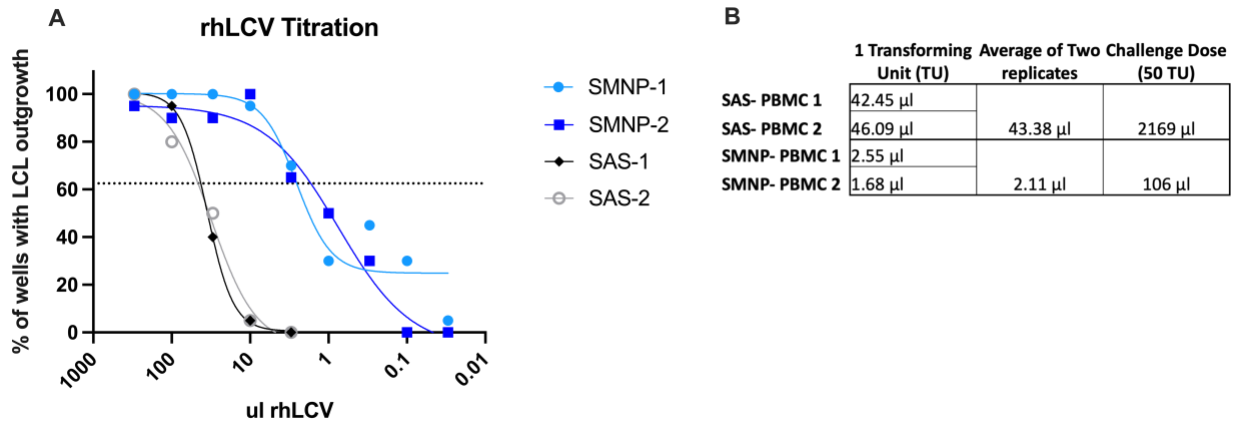 A
rhLCV Titration
% of wells with LCL outgrowth
100
80
60
40
20
0
1000
100
10
1
0.1
0.01
ul rhLCV
SMNP-1
SMNP-2
SAS-1
SAS-2
B
1 Transforming Average of Two Challenge Dose
Unit (TU) replicates (50 TU)
SAS- PBMC 1 42.45 µl
SAS- PBMC 2 46.09 µl 43.38 µl 2169 µl
SMNP- PBMC 1 2.55 µl
SMNP- PBMC 2 1.68 µl 2.11 µl 106 µl